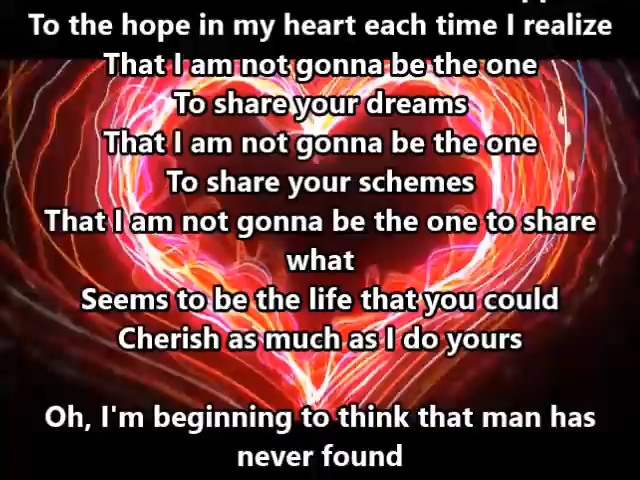 To the hope in my heart each time I realize
That I am not gonna be the one
To share your dreams
That I am not gonna be the one
To share your schemes
That I am not gonna be the one to share
what
Seems to be the life that you could
Cherish as much as I do yours
Oh, I'm beginning to think that man has
never found